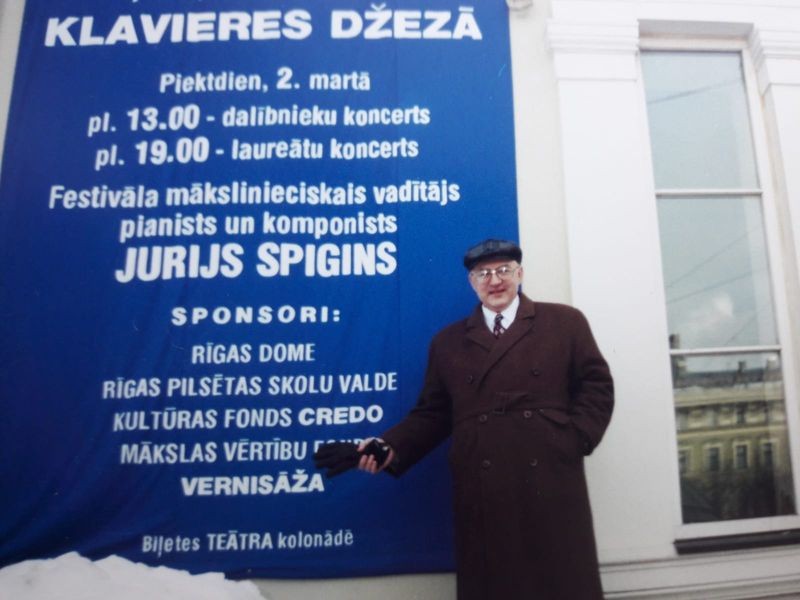 KLAVIERES DŽEZĀ
Piektdien, 2. martā
pl. 13.00 - dalībnieku koncerts
pl. 19.00 - laureātu koncerts
Festivāla mākslinieciskais vadītājs
pianists un komponists
JURIJS SPIGINS
SPONSORI:
RĪGAS DOME
RĪGAS PILSĒTAS SKOLU VALDE
KULTŪRAS FONDS CREDO
MĀKSLAS VĒRTĪBU
VERNISĀŽA
Biļetes TEĀTRA kolonādē